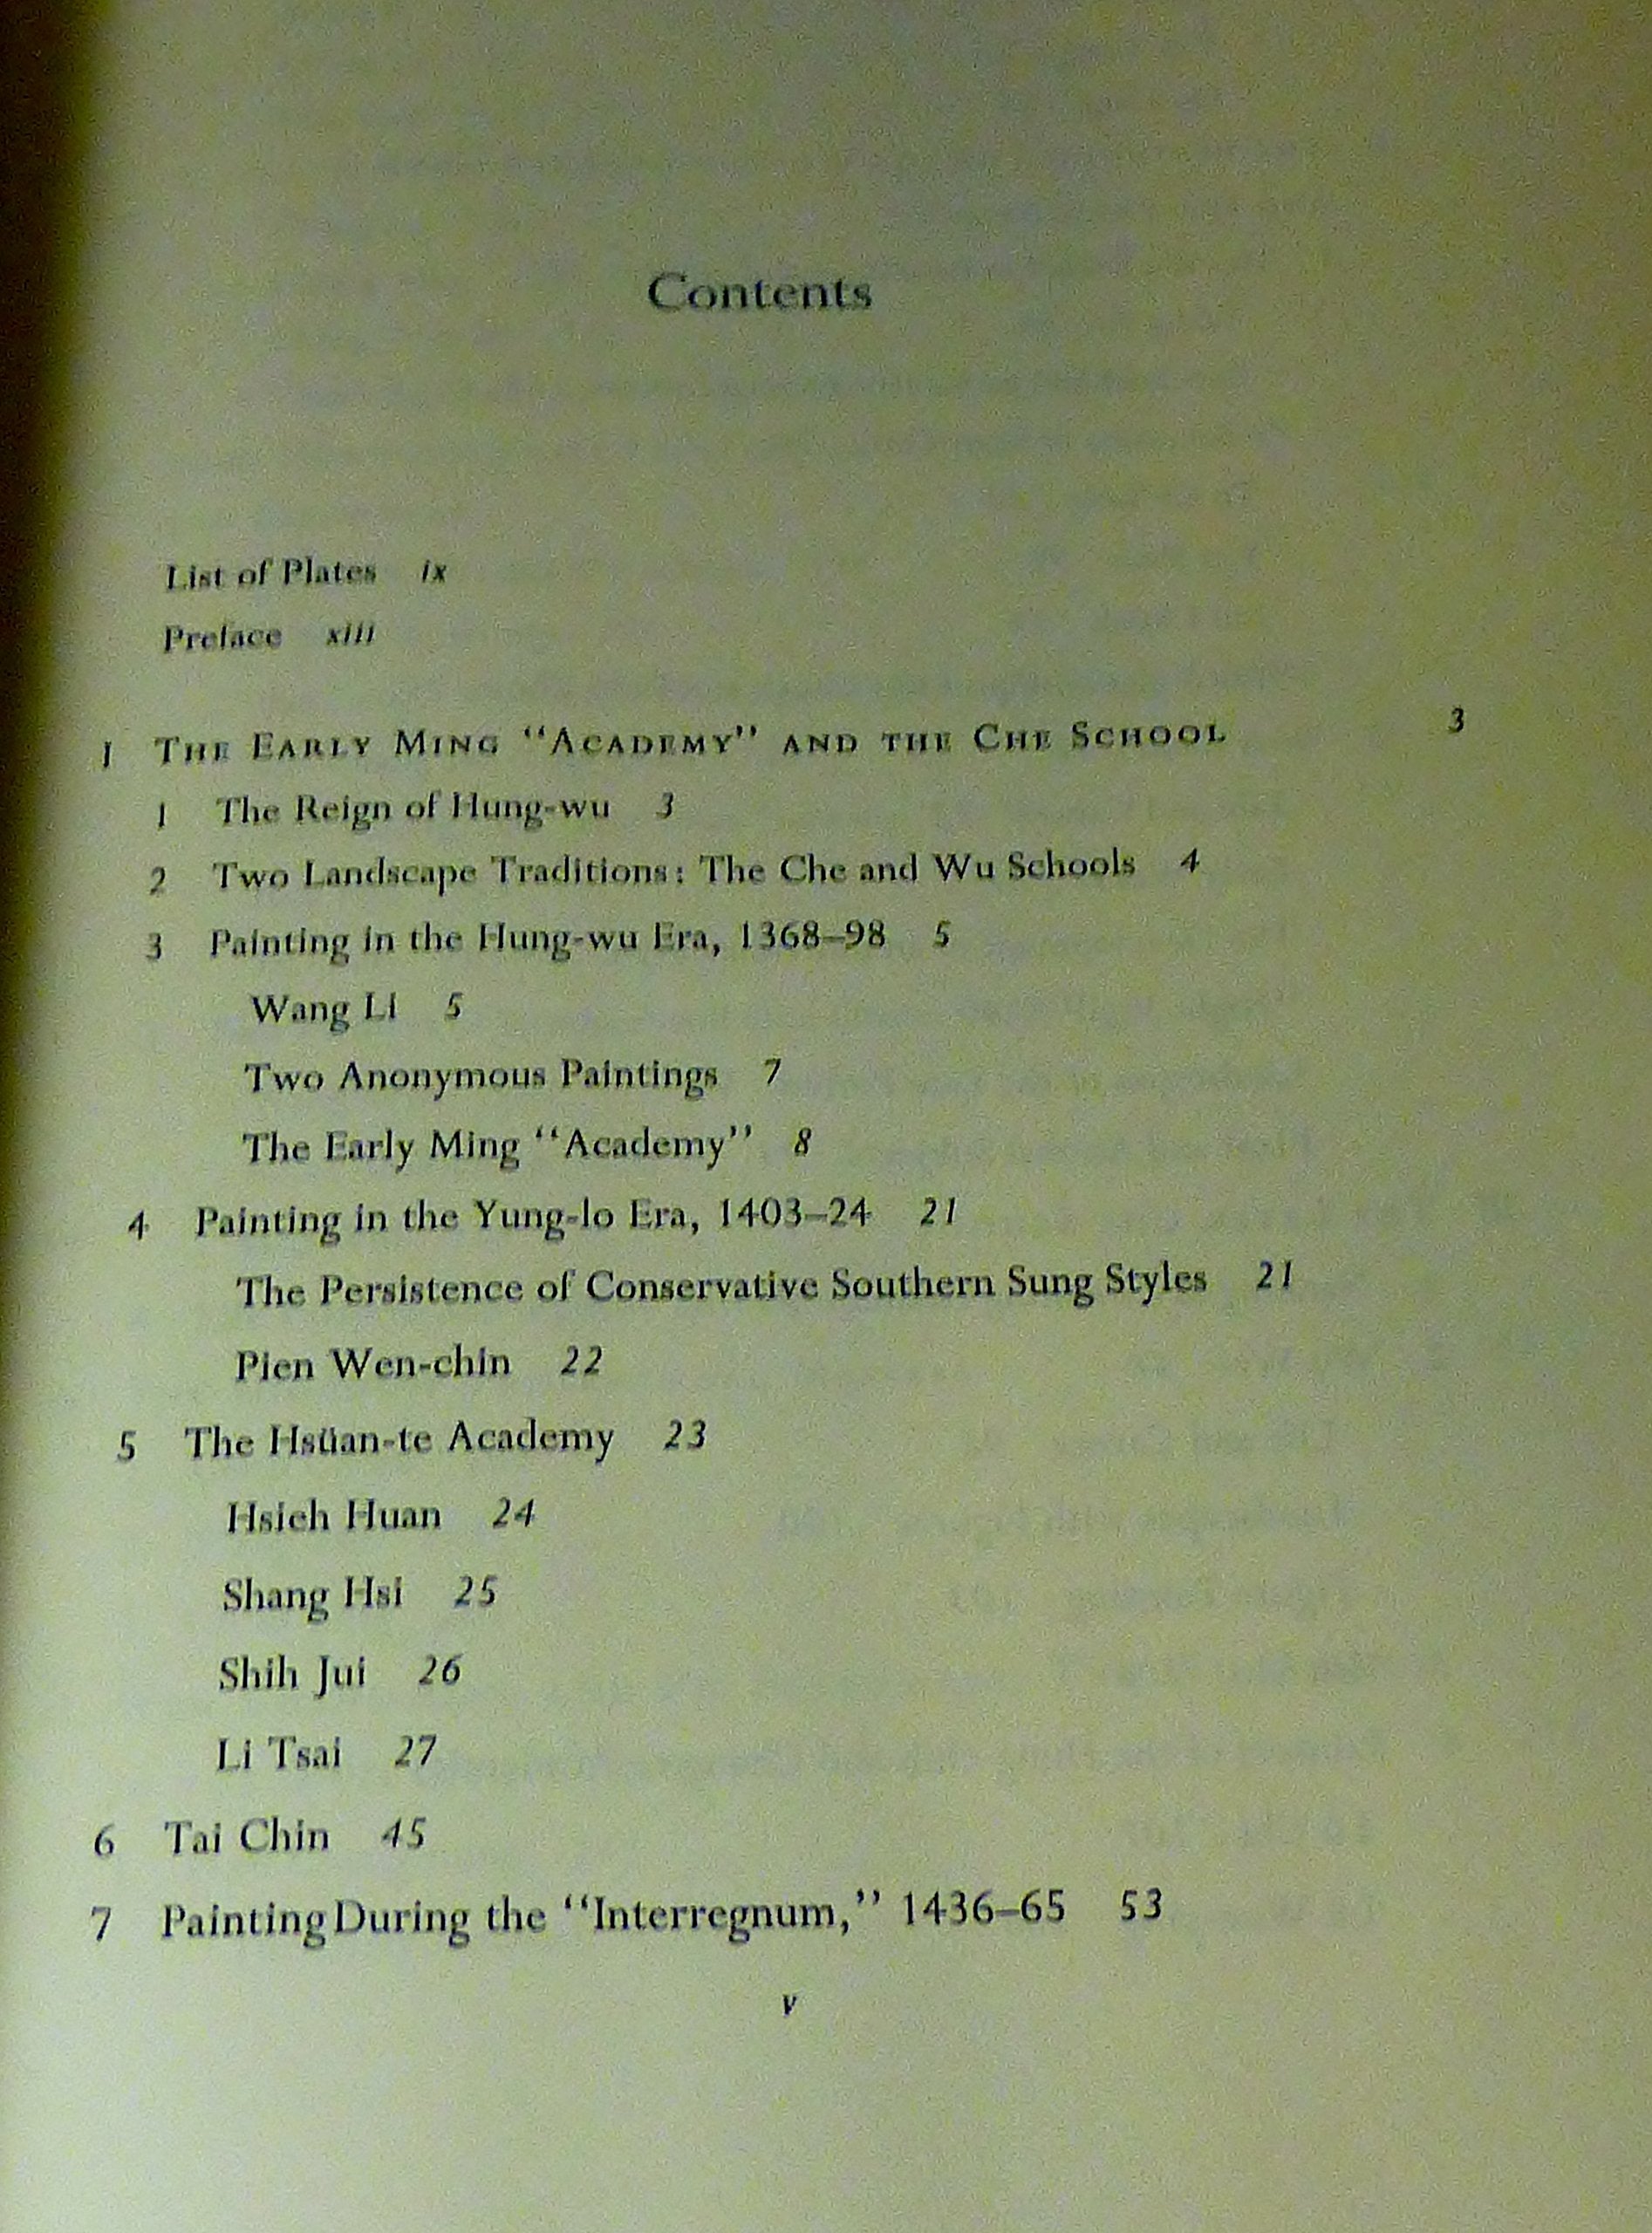 Contents
List of Plates ix
Preface xiii
I THE EARLY MING “ACADEMY” AND THE CHE SCHOOL 3
1 The Reign of Hung-wu 3
2 Two Landscape Traditions: The Che and Wu Schools 4
3 Painting in the Hung-wu Era, 1368–98 5
Wang Li 5
Two Anonymous Paintings 7
The Early Ming “Academy” 8
4 Painting in the Yung-lo Era, 1403–24 21
The Persistence of Conservative Southern Sung Styles 21
Pien Wen-chin 22
5 The Hsüan-te Academy 23
Hsieh Huan 24
Shang Hsi 25
Shih Jui 26
Li Tsai 27
6 Tai Chin 45
7 Painting During the “Interregnum,” 1436–65 53
v